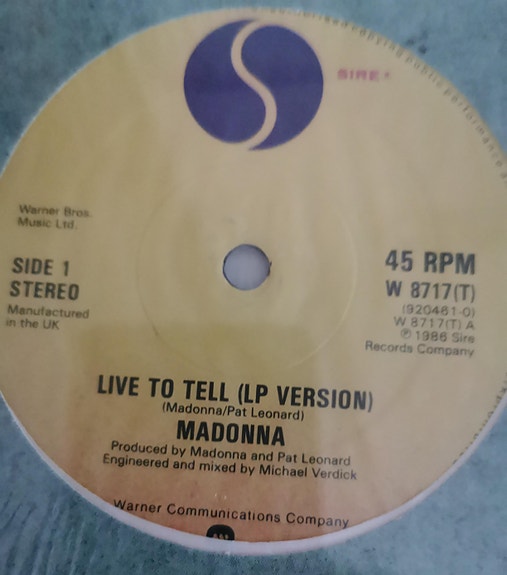 SIRE
Warner Bros.
Music Ltd.
SIDE 1
STEREO
Manufactured
in the UK
45 RPM
W 8717(T)
(920461-0)
W 8717(T) A
℗ 1986 Sire
Records Company
LIVE TO TELL (LP VERSION)
(Madonna/Pat Leonard)
MADONNA
Produced by Madonna and Pat Leonard
Engineered and mixed by Michael Verdick
Warner Communications Company